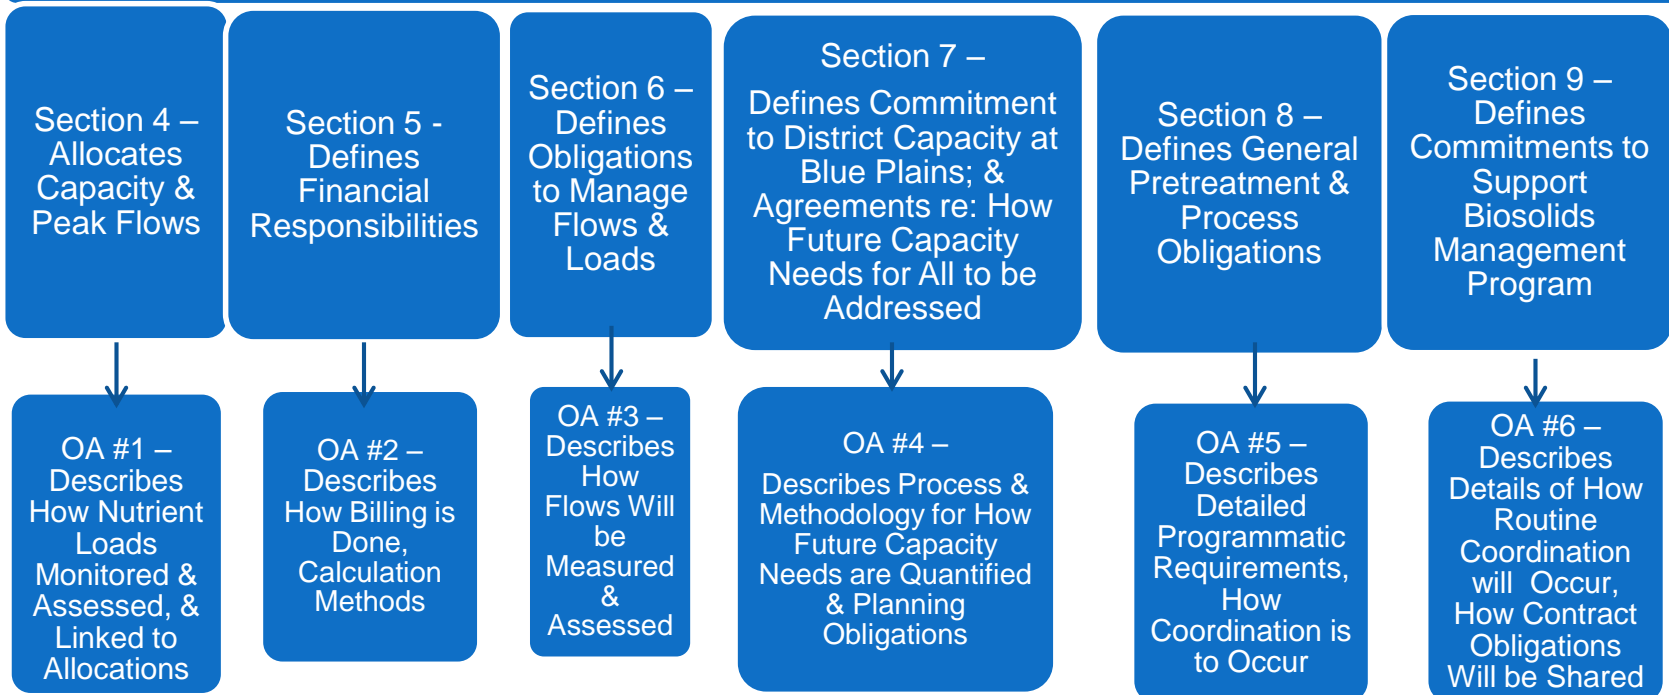 Section 4 –
Allocates
Capacity &
Peak Flows
Section 5 -
Defines
Financial
Responsibilities
Section 6 –
Defines
Obligations
to Manage
Flows &
Loads
Section 7 –
Defines Commitment
to District Capacity at
Blue Plains; &
Agreements re: How
Future Capacity
Needs for All to be
Addressed
Section 8 –
Defines General
Pretreatment &
Process
Obligations
Section 9 –
Defines
Commitments to
Support
Biosolids
Management
Program
OA #1 –
Describes
How Nutrient
Loads
Monitored &
Assessed, &
Linked to
Allocations
OA #2 –
Describes
How Billing is
Done,
Calculation
Methods
OA #3 –
Describes
How
Flows Will
be
Measured
&
Assessed
OA #4 –
Describes Process &
Methodology for How
Future Capacity
Needs are Quantified
& Planning
Obligations
OA #5 –
Describes
Detailed
Programmatic
Requirements,
How
Coordination is
to Occur
OA #6 –
Describes
Details of How
Routine
Coordination
will Occur,
How Contract
Obligations
Will be Shared